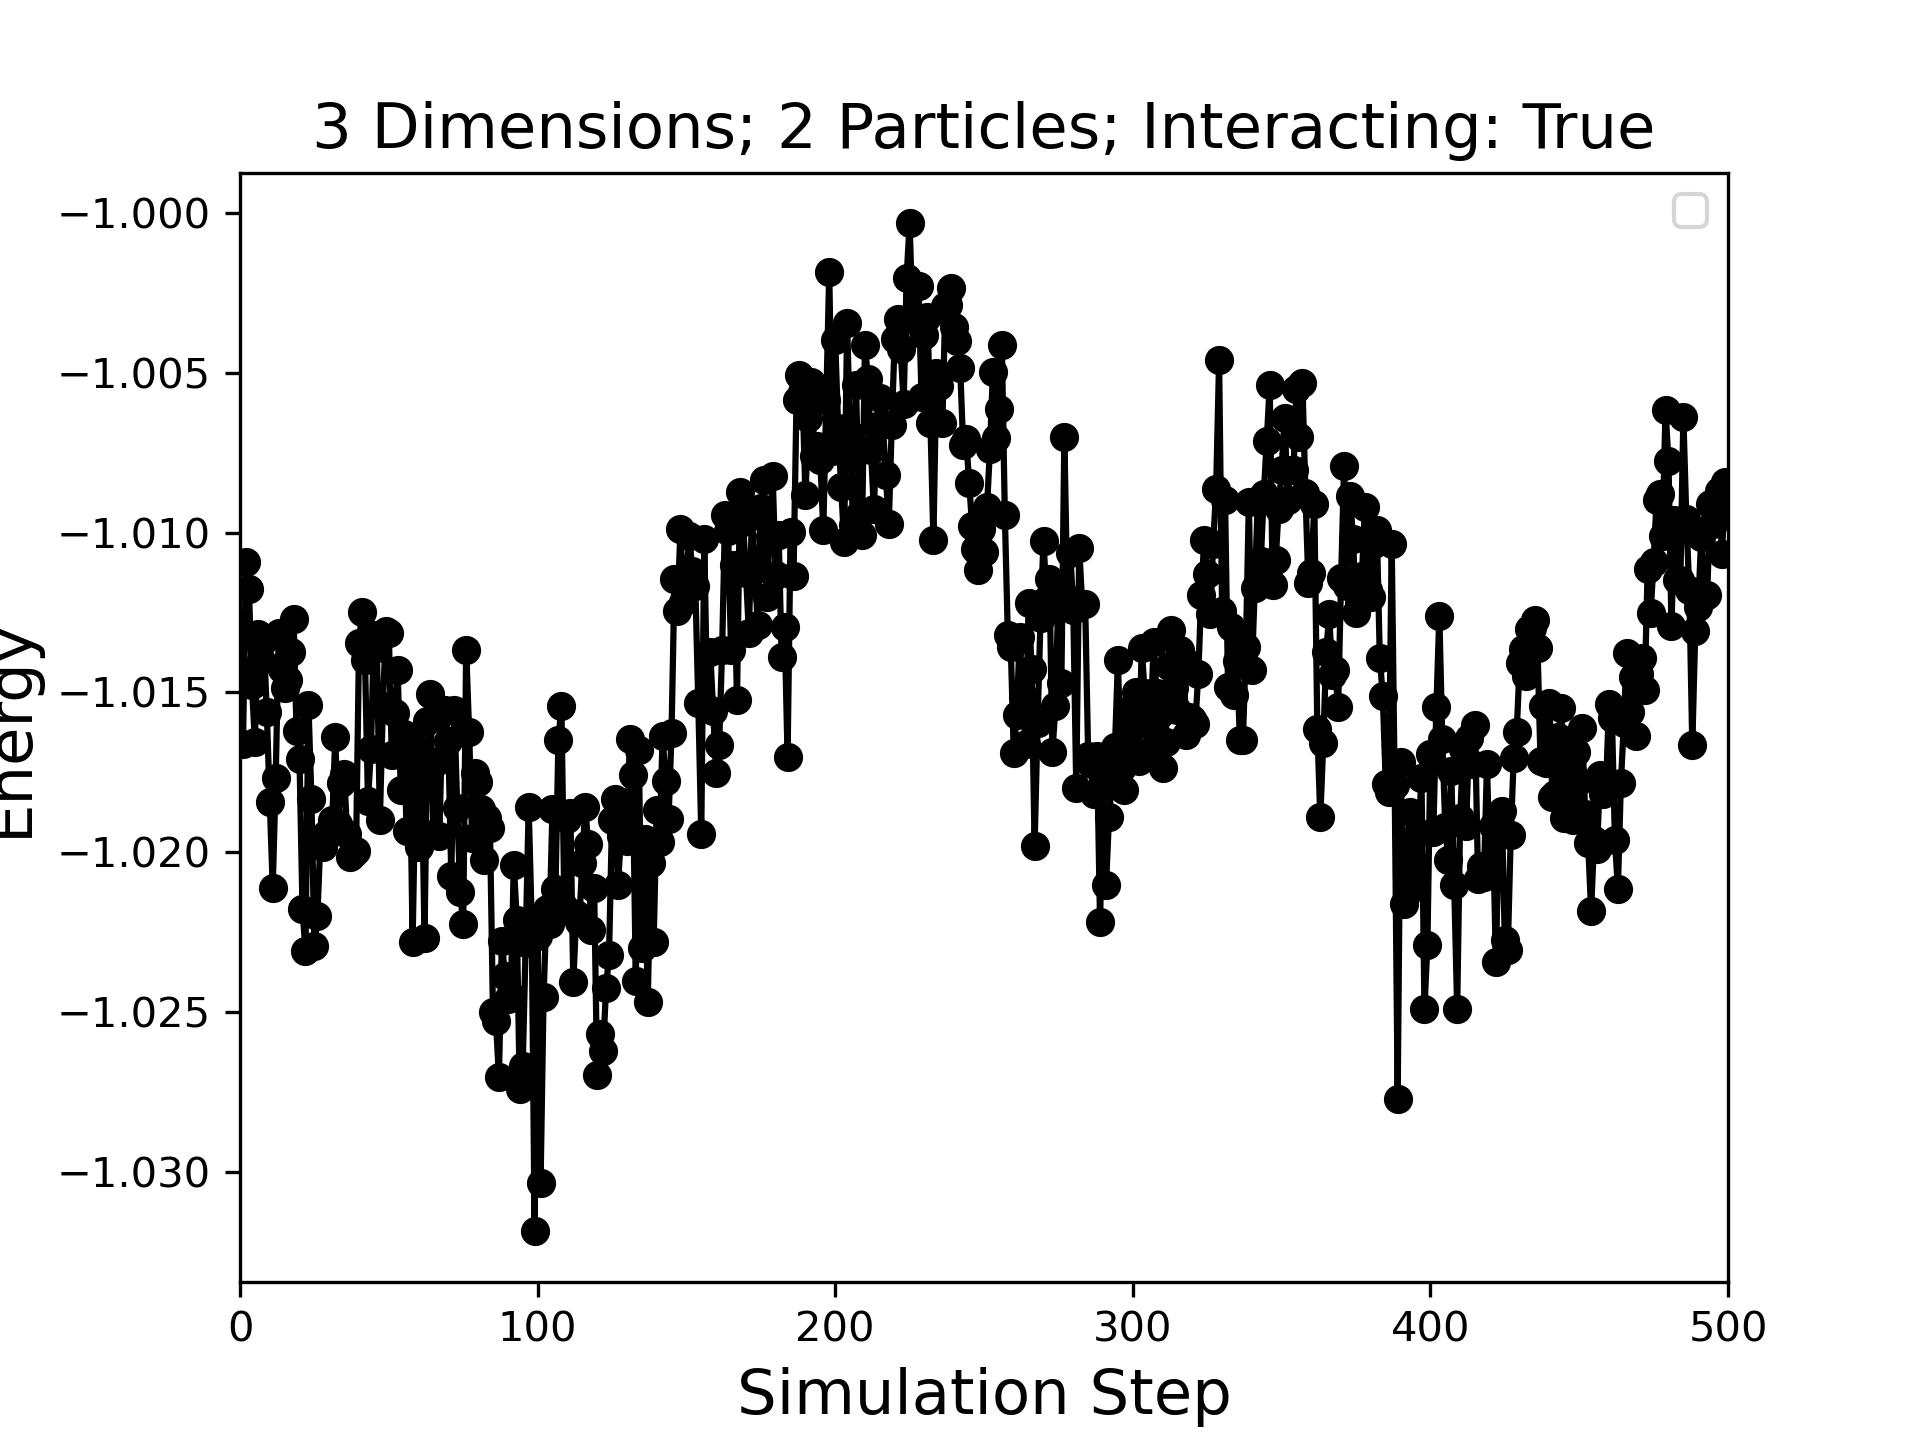 3 Dimensions; 2 Particles; Interacting: True
−1.000
−1.005
−1.010
−1.015
−1.020
−1.025
−1.030
Energy
0 100 200 300 400 500
Simulation Step